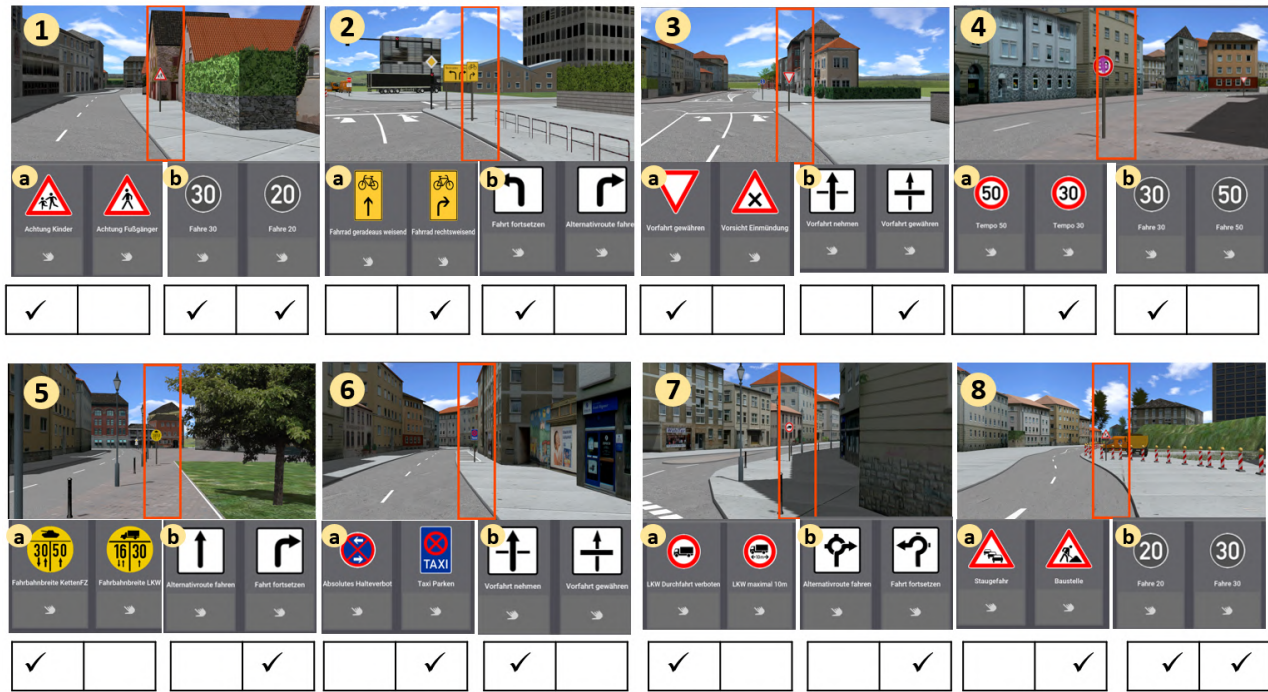 1
2
3
4
a
Achtung Kinder
Achtung Fußgänger
b
30
20
Fahre 30
Fahre 20
a
Fahrrad geradeaus weisend
Fahrrad rechtsweisend
b
Fahrt fortsetzen
Alternativroute fahren
a
Vorfahrt gewähren
Vorsicht Einmündung
b
Vorfahrt nehmen
Vorfahrt gewähren
30
a
50
30
Tempo 50
Tempo 30
b
30
50
Fahre 30
Fahre 50
5
6
7
8
a
30 50
16 30
Fahrbahnbreite KettenFZ
Fahrbahnbreite LKW
b
Alternativroute fahren
Fahrt fortsetzen
a
TAXI
Absolutes Halteverbot
Taxi Parken
b
Vorfahrt nehmen
Vorfahrt gewähren
a
10m
LKW Durchfahrt verboten
LKW maximal 10m
b
Alternativroute fahren
Fahrt fortsetzen
a
Staugefahr
Baustelle
b
20
30
Fahre 20
Fahre 30